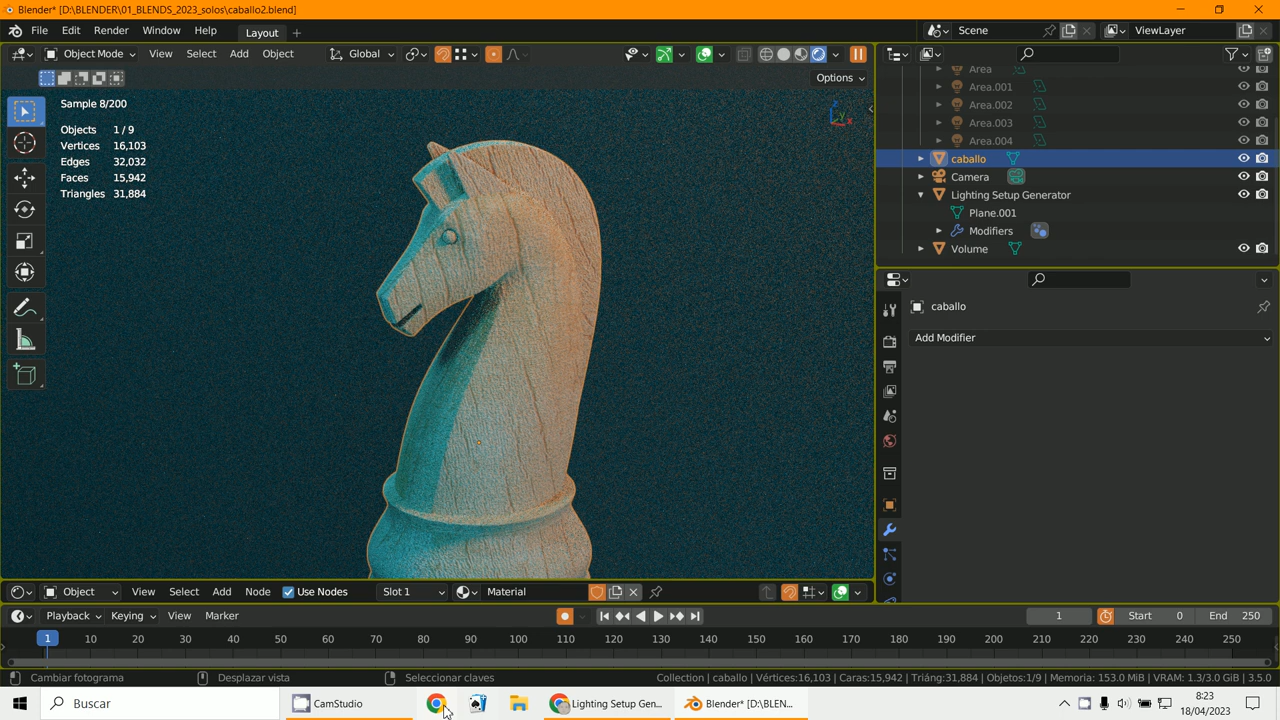 Blender* [D:\BLENDER\01_BLENDS_2023_solos\caballo2.blend]
File Edit Render Window Help Layout + Scene ViewLayer
Object Mode View Select Add Object Global
Options
Sample 8/200
Objects 1 / 9
Vertices 16,103
Edges 32,032
Faces 15,942
Triangles 31,884
Z Y X
Area
Area.001
Area.002
Area.003
Area.004
caballo
Camera
Lighting Setup Generator
Plane.001
Modifiers
Volume
caballo
Add Modifier
Object View Select Add Node Use Nodes Slot 1 Material
Playback Keying View Marker 1 Start 0 End 250
1 10 20 30 40 50 60 70 80 90 100 110 120 130 140 150 160 170 180 190 200 210 220 230 240 250
Cambiar fotograma Desplazar vista Seleccionar claves Collection | caballo | Vértices:16,103 | Caras:15,942 | Triáng:31,884 | Objetos:1/9 | Memoria: 153.0 MiB | VRAM: 1.3/3.0 GiB | 3.5.0
Buscar CamStudio Lighting Setup Gen... Blender* [D:\BLEN... 8:23
18/04/2023